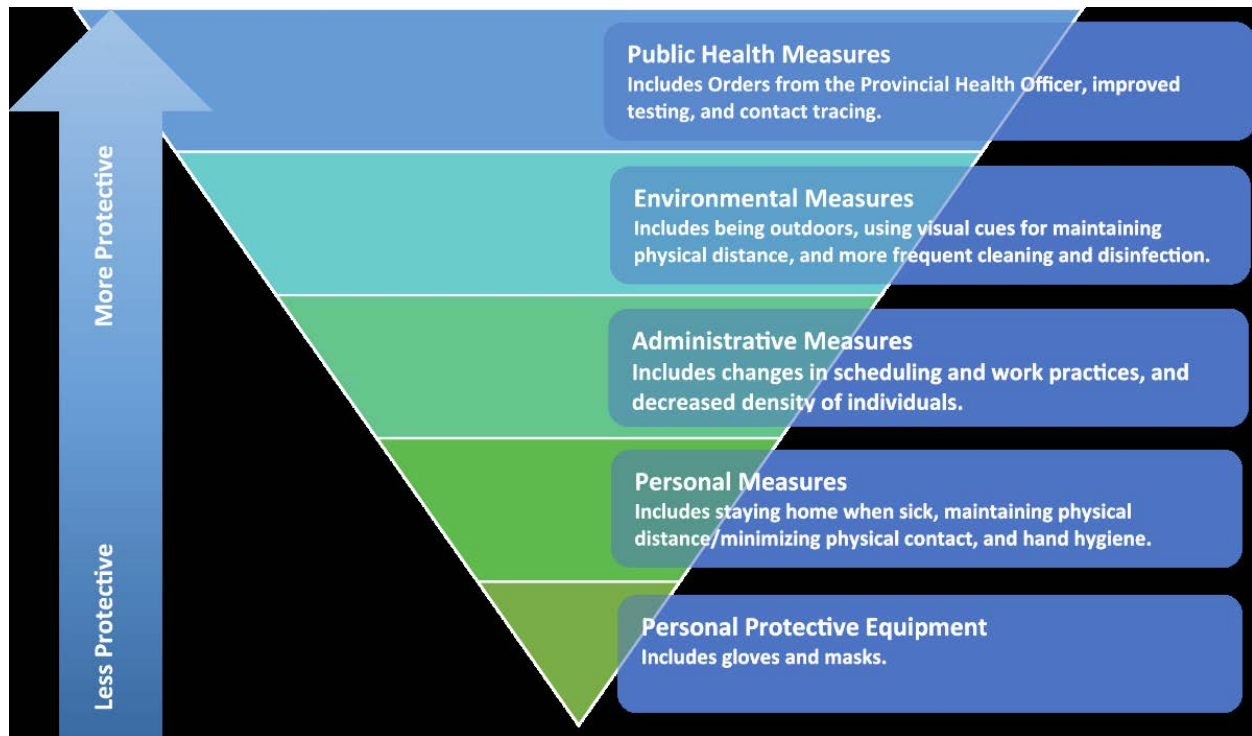 More Protective
Less Protective
Public Health Measures
Includes Orders from the Provincial Health Officer, improved
testing, and contact tracing.
Environmental Measures
Includes being outdoors, using visual cues for maintaining
physical distance, and more frequent cleaning and disinfection.
Administrative Measures
Includes changes in scheduling and work practices, and
decreased density of individuals.
Personal Measures
Includes staying home when sick, maintaining physical
distance/minimizing physical contact, and hand hygiene.
Personal Protective Equipment
Includes gloves and masks.